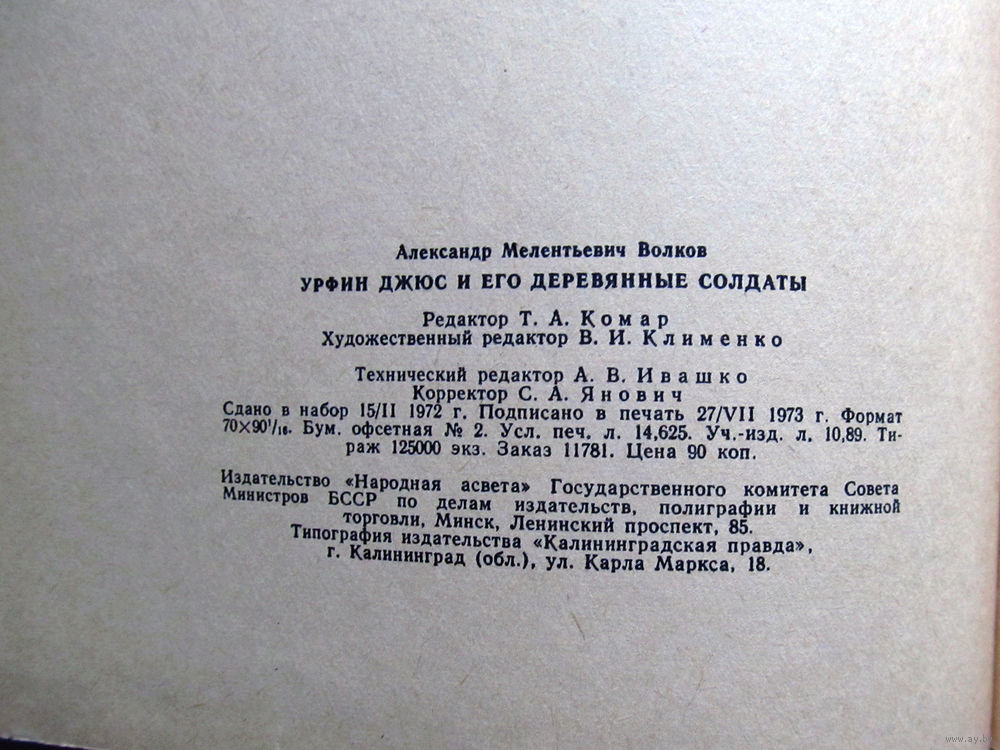 Александр Мелентьевич Волков
УРФИН ДЖЮС И ЕГО ДЕРЕВЯННЫЕ СОЛДАТЫ
Редактор Т. А. Комар
Художественный редактор В. И. Клименко
Технический редактор А. В. Ивашко
Корректор С. А. Янович
Сдано в набор 15/II 1972 г. Подписано в печать 27/VII 1973 г. Формат
70×90¹/₁₆. Бум. офсетная № 2. Усл. печ. л. 14,625. Уч.-изд. л. 10,89. Ти-
раж 125000 экз. Заказ 11781. Цена 90 коп.
Издательство «Народная асвета» Государственного комитета Совета
Министров БССР по делам издательств, полиграфии и книжной
торговли, Минск, Ленинский проспект, 85.
Типография издательства «Калининградская правда»,
г. Калининград (обл.), ул. Карла Маркса, 18.
www.ay.by